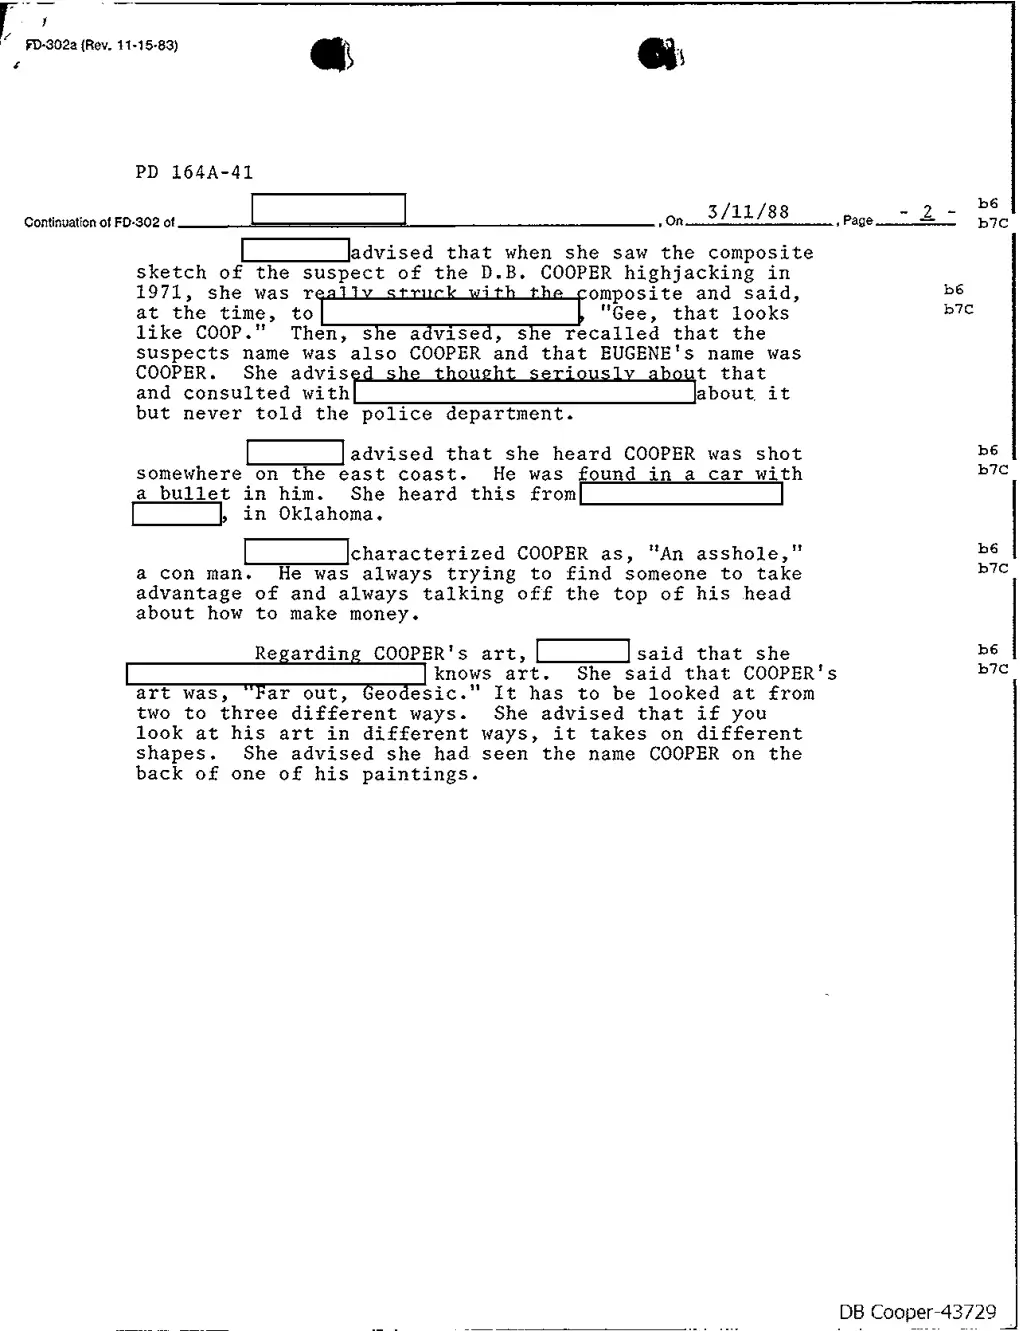 FD-302a (Rev. 11-15-83)
PD 164A-41
Continuation of FD-302 of , On 3/11/88 , Page - 2 -
b6
b7C
advised that when she saw the composite
sketch of the suspect of the D.B. COOPER highjacking in
1971, she was really struck with the composite and said,
at the time, to , "Gee, that looks
like COOP." Then, she advised, she recalled that the
suspects name was also COOPER and that EUGENE's name was
COOPER. She advised she thought seriously about that
and consulted with about it
but never told the police department.
b6
b7C
advised that she heard COOPER was shot
somewhere on the east coast. He was found in a car with
a bullet in him. She heard this from
, in Oklahoma.
b6
b7C
characterized COOPER as, "An asshole,"
a con man. He was always trying to find someone to take
advantage of and always talking off the top of his head
about how to make money.
b6
b7C
Regarding COOPER's art, said that she
knows art. She said that COOPER's
art was, "Far out, Geodesic." It has to be looked at from
two to three different ways. She advised that if you
look at his art in different ways, it takes on different
shapes. She advised she had seen the name COOPER on the
back of one of his paintings.
b6
b7C
DB Cooper-43729